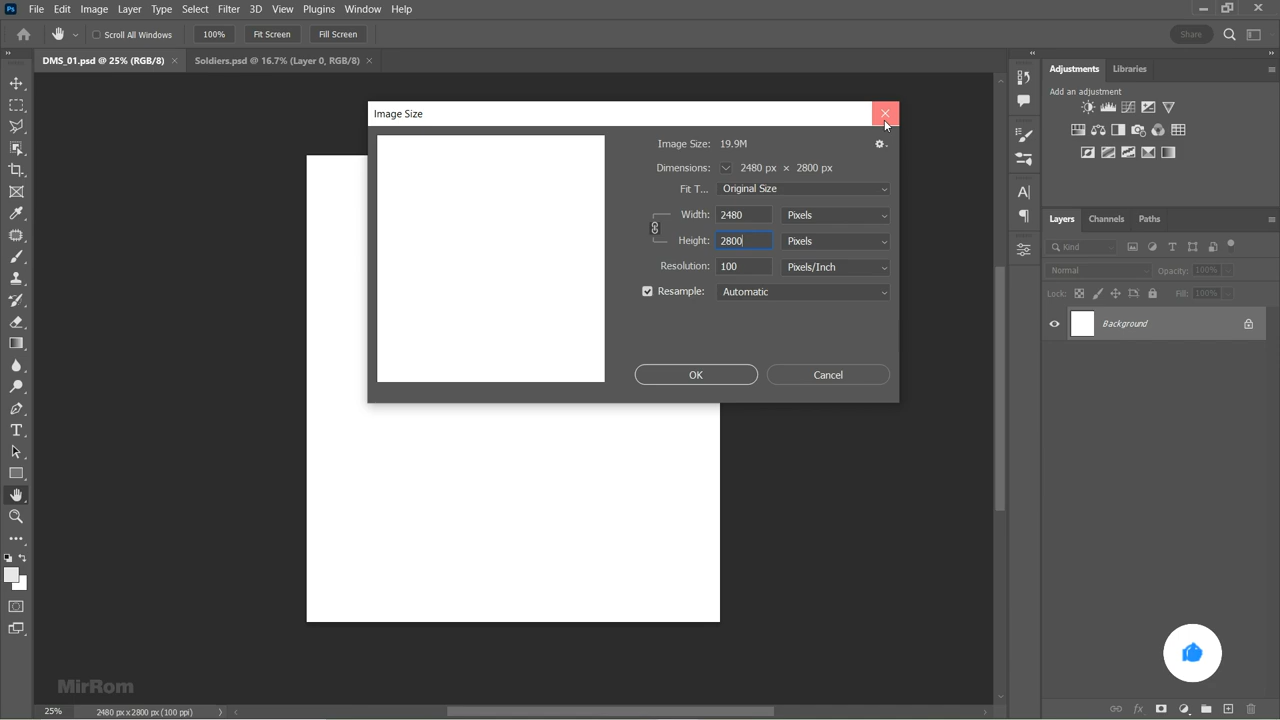 Ps File Edit Image Layer Type Select Filter 3D View Plugins Window Help
Scroll All Windows 100% Fit Screen Fill Screen Share
DMS_01.psd @ 25% (RGB/8) × Soldiers.psd @ 16.7% (Layer 0, RGB/8) ×
Image Size
Image Size: 19.9M
Dimensions: 2480 px × 2800 px
Fit T... Original Size
Width: 2480 Pixels
Height: 2800 Pixels
Resolution: 100 Pixels/Inch
Resample: Automatic
OK Cancel
Adjustments Libraries
Add an adjustment
Layers Channels Paths
Kind
Normal Opacity: 100%
Lock: Fill: 100%
Background
MirRom
25% 2480 px x 2800 px (100 ppi)